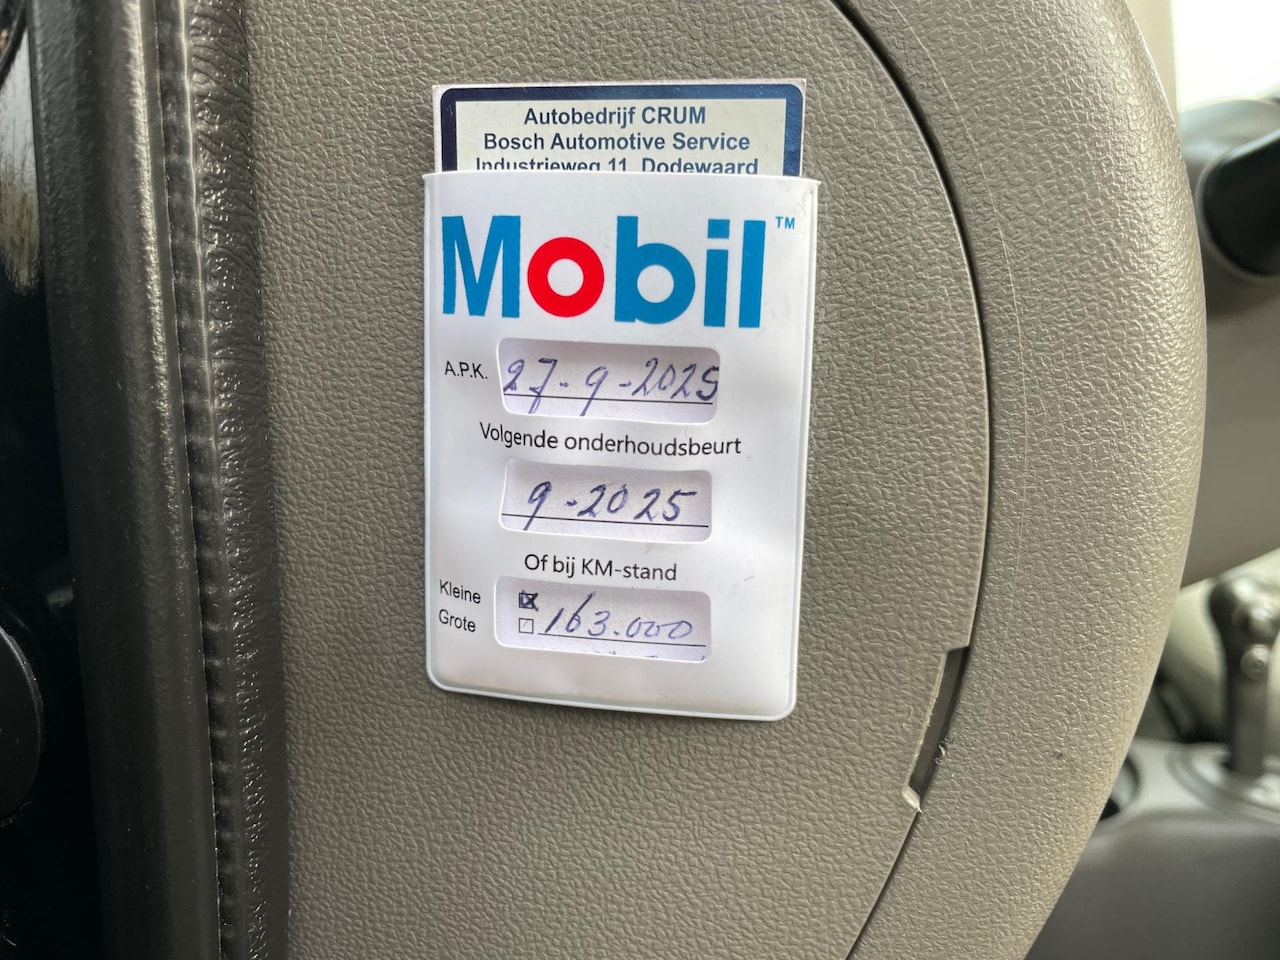 Autobedrijf CRUM
Bosch Automotive Service
Industrieweg 11, Dodewaard
Mobil™
A.P.K. 27-9-2025
Volgende onderhoudsbeurt
9-2025
Of bij KM-stand
Kleine ☒
Grote ☐ 163.000